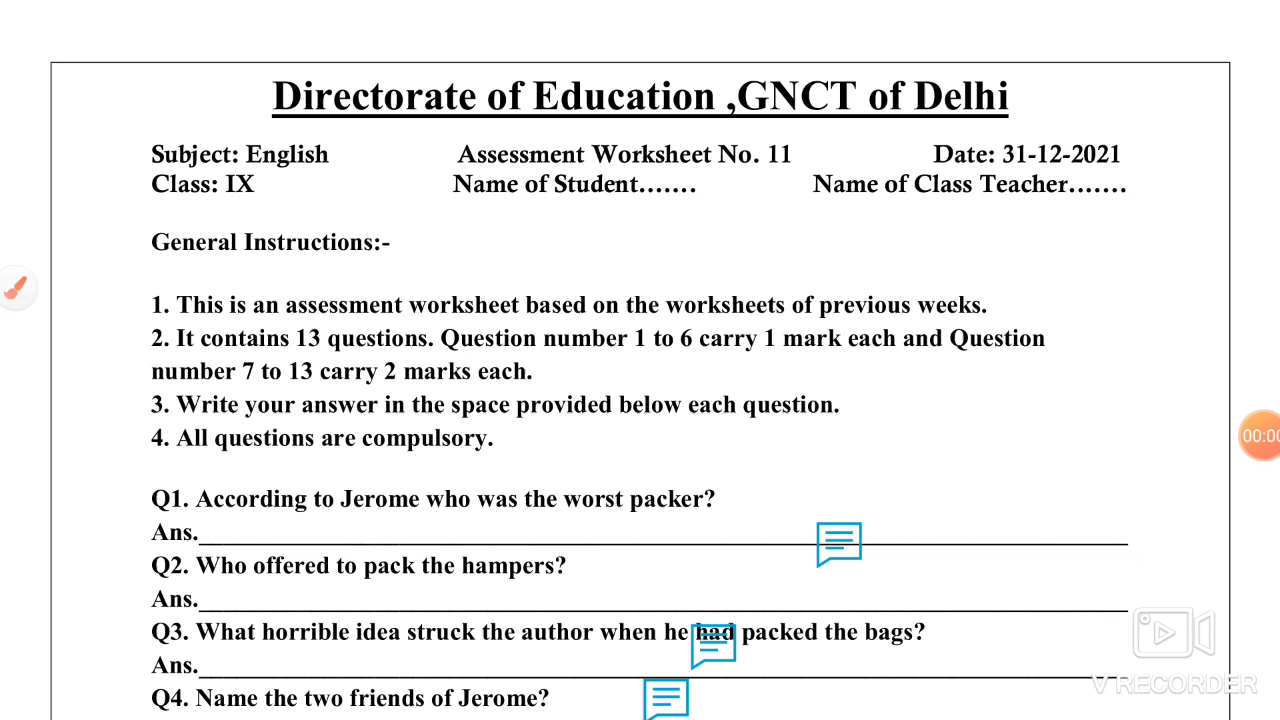 Directorate of Education ,GNCT of Delhi
Subject: English Assessment Worksheet No. 11 Date: 31-12-2021
Class: IX Name of Student……. Name of Class Teacher…….
General Instructions:-
1. This is an assessment worksheet based on the worksheets of previous weeks.
2. It contains 13 questions. Question number 1 to 6 carry 1 mark each and Question
number 7 to 13 carry 2 marks each.
3. Write your answer in the space provided below each question.
00:00
4. All questions are compulsory.
Q1. According to Jerome who was the worst packer?
Ans.
Q2. Who offered to pack the hampers?
Ans.
Q3. What horrible idea struck the author when he had packed the bags?
Ans.
V RECORDER
Q4. Name the two friends of Jerome?